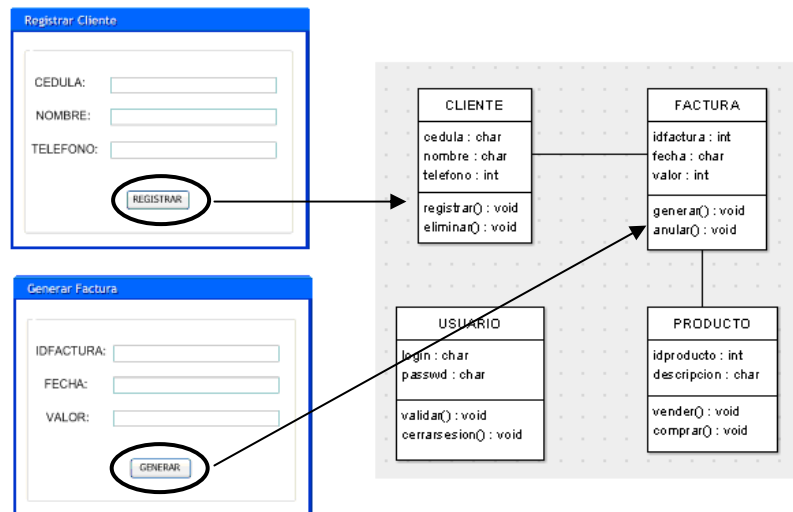 Registrar Cliente
CEDULA:
NOMBRE:
TELEFONO:
REGISTRAR
Generar Factura
IDFACTURA:
FECHA:
VALOR:
GENERAR
CLIENTE
cedula : char
nombre : char
telefono : int
registrar() : void
eliminar() : void
FACTURA
idfactura : int
fecha : char
valor : int
generar() : void
anular() : void
USUARIO
login : char
passwd : char
validar() : void
cerrarsesion() : void
PRODUCTO
idproducto : int
descripcion : char
vender() : void
comprar() : void